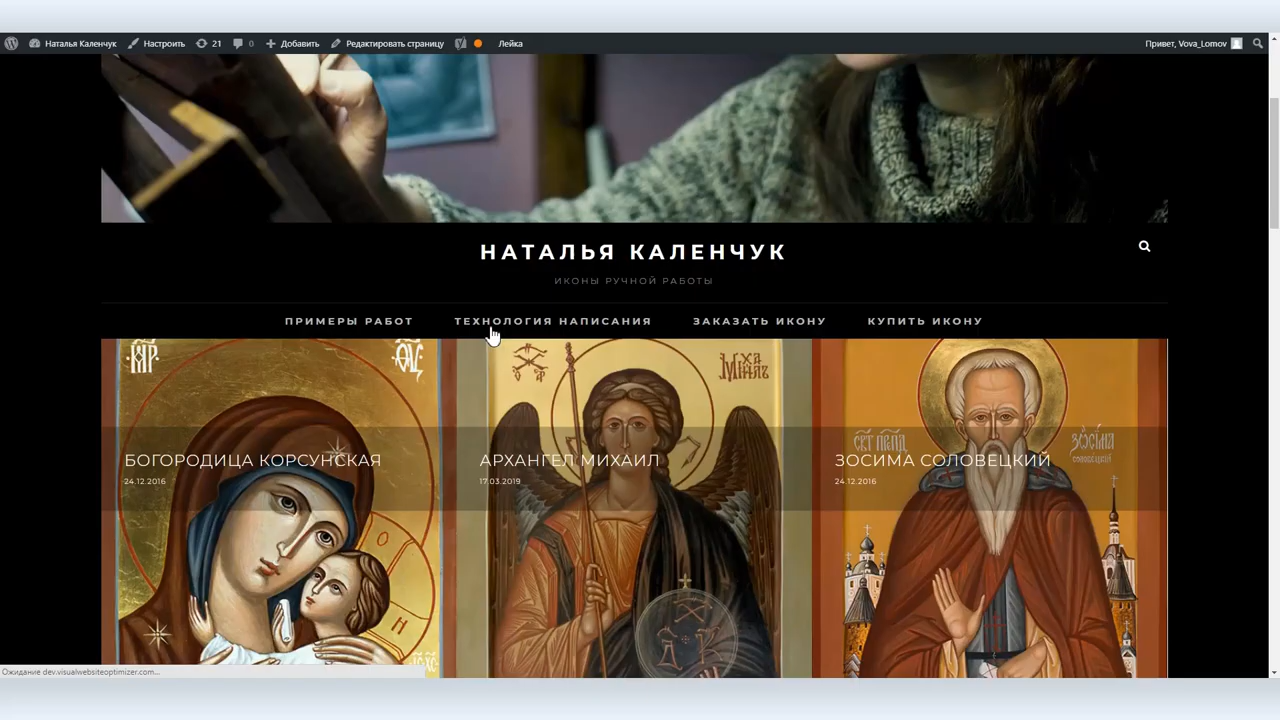 Наталья Каленчук Настроить 21 0 Добавить Редактировать страницу Лейка Привет, Vova_Lomov
НАТАЛЬЯ КАЛЕНЧУК
ИКОНЫ РУЧНОЙ РАБОТЫ
ПРИМЕРЫ РАБОТ ТЕХНОЛОГИЯ НАПИСАНИЯ ЗАКАЗАТЬ ИКОНУ КУПИТЬ ИКОНУ
БОГОРОДИЦА КОРСУНСКАЯ
24.12.2016
АРХАНГЕЛ МИХАИЛ
17.03.2019
ЗОСИМА СОЛОВЕЦКИЙ
24.12.2016
Ожидание dev.visualwebsiteoptimizer.com...